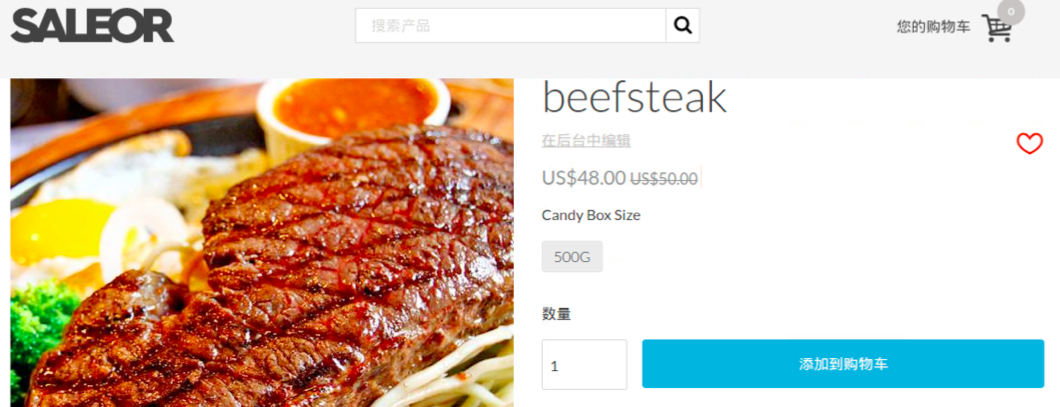 SALEOR
搜索产品
您的购物车
0
beefsteak
在后台中编辑
US$48.00 US$50.00
Candy Box Size
500G
数量
1
添加到购物车